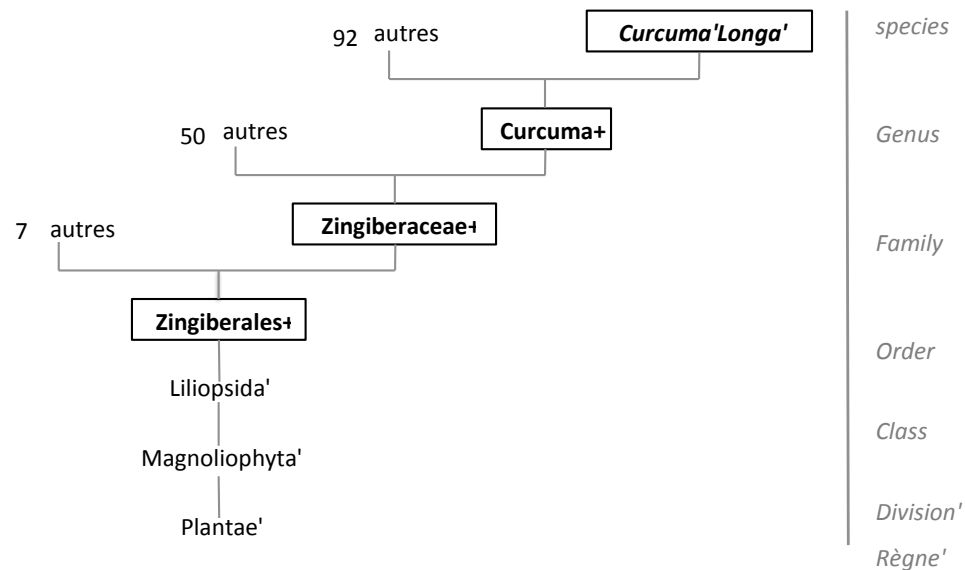 92 autres
Curcuma'Longa'
species
50 autres
Curcuma+
Genus
7 autres
Zingiberaceae+
Family
Zingiberales+
Order
Liliopsida'
Class
Magnoliophyta'
Division'
Plantae'
Règne'